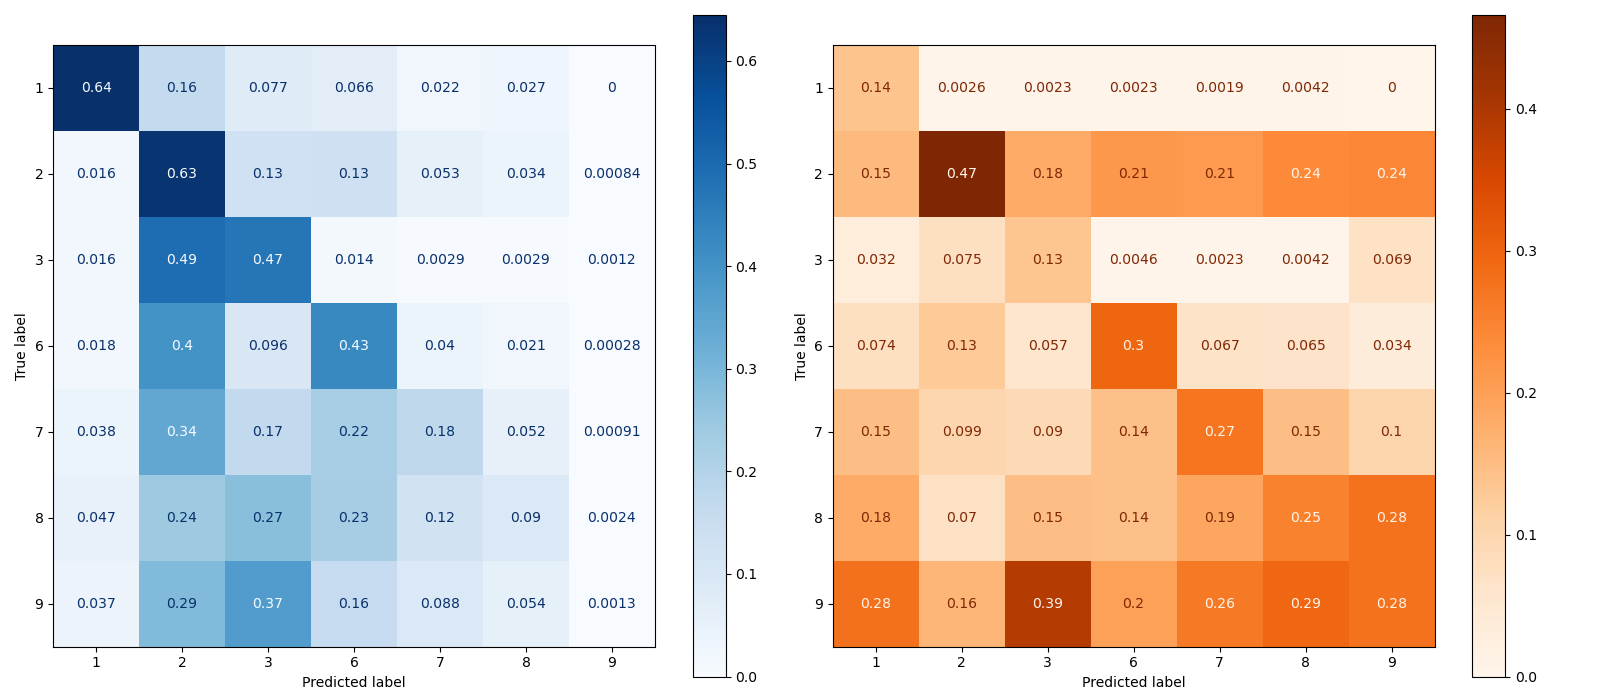 1 0.64 0.16 0.077 0.066 0.022 0.027 0
2 0.016 0.63 0.13 0.13 0.053 0.034 0.00084
3 0.016 0.49 0.47 0.014 0.0029 0.0029 0.0012
6 0.018 0.4 0.096 0.43 0.04 0.021 0.00028
7 0.038 0.34 0.17 0.22 0.18 0.052 0.00091
8 0.047 0.24 0.27 0.23 0.12 0.09 0.0024
9 0.037 0.29 0.37 0.16 0.088 0.054 0.0013
1 2 3 6 7 8 9
True label
Predicted label
0.6
0.5
0.4
0.3
0.2
0.1
0.0
1 0.14 0.0026 0.0023 0.0023 0.0019 0.0042 0
2 0.15 0.47 0.18 0.21 0.21 0.24 0.24
3 0.032 0.075 0.13 0.0046 0.0023 0.0042 0.069
6 0.074 0.13 0.057 0.3 0.067 0.065 0.034
7 0.15 0.099 0.09 0.14 0.27 0.15 0.1
8 0.18 0.07 0.15 0.14 0.19 0.25 0.28
9 0.28 0.16 0.39 0.2 0.26 0.29 0.28
1 2 3 6 7 8 9
True label
Predicted label
0.4
0.3
0.2
0.1
0.0